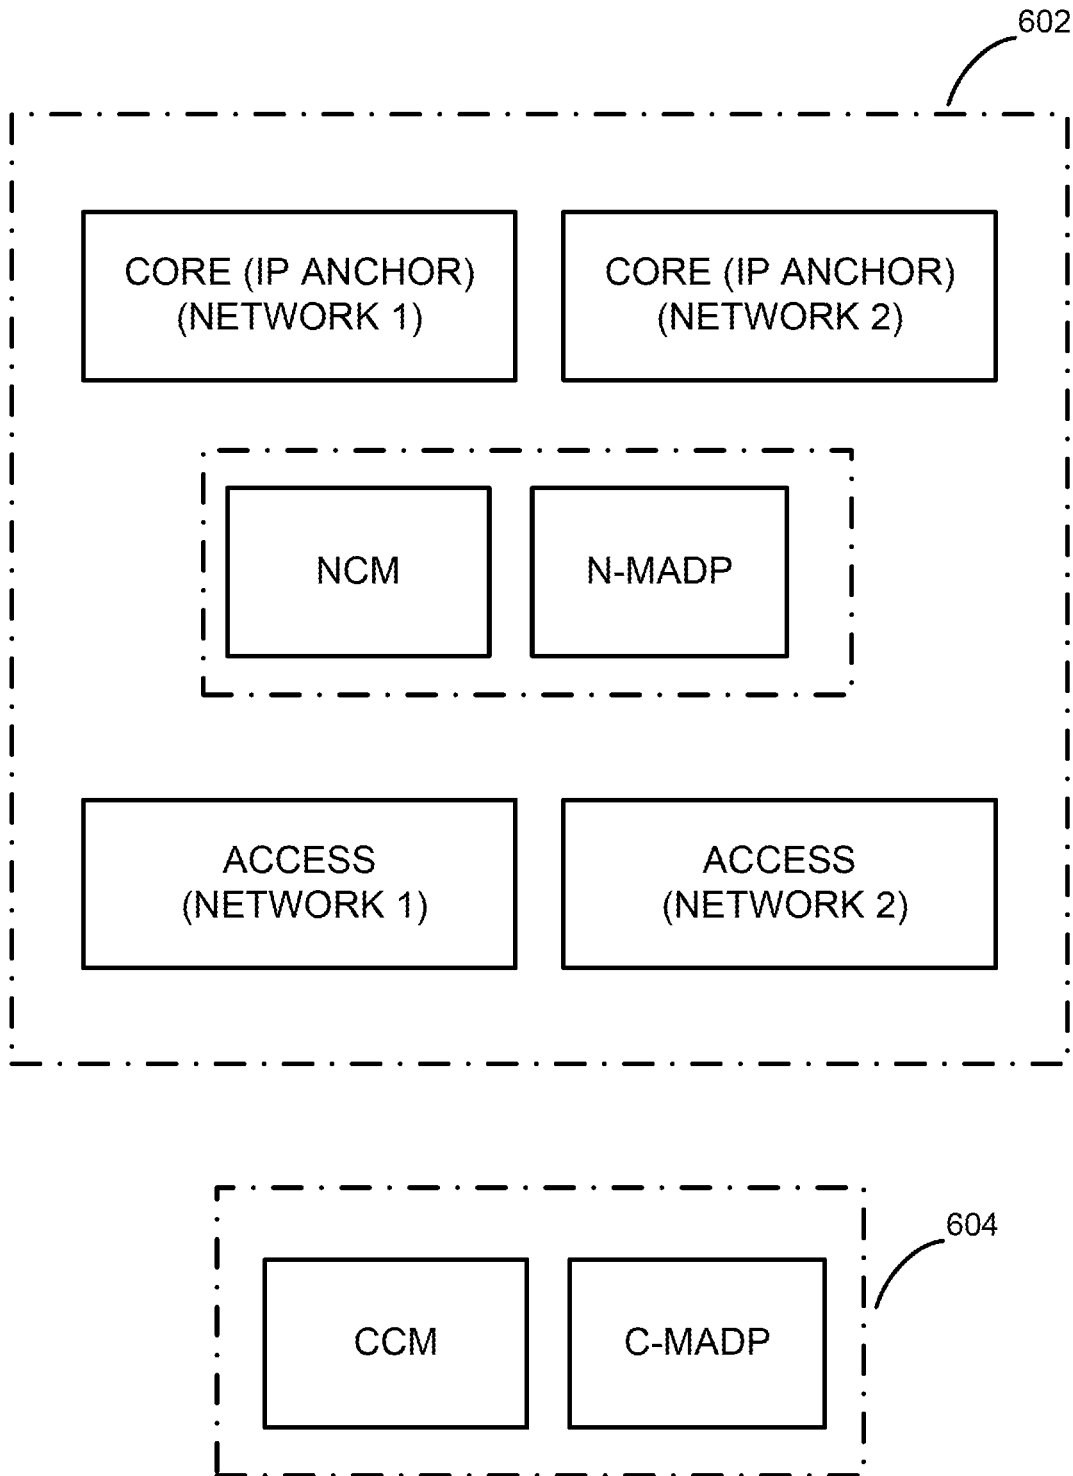 602
CORE (IP ANCHOR)
(NETWORK 1)
CORE (IP ANCHOR)
(NETWORK 2)
NCM
N-MADP
ACCESS
(NETWORK 1)
ACCESS
(NETWORK 2)
604
CCM
C-MADP